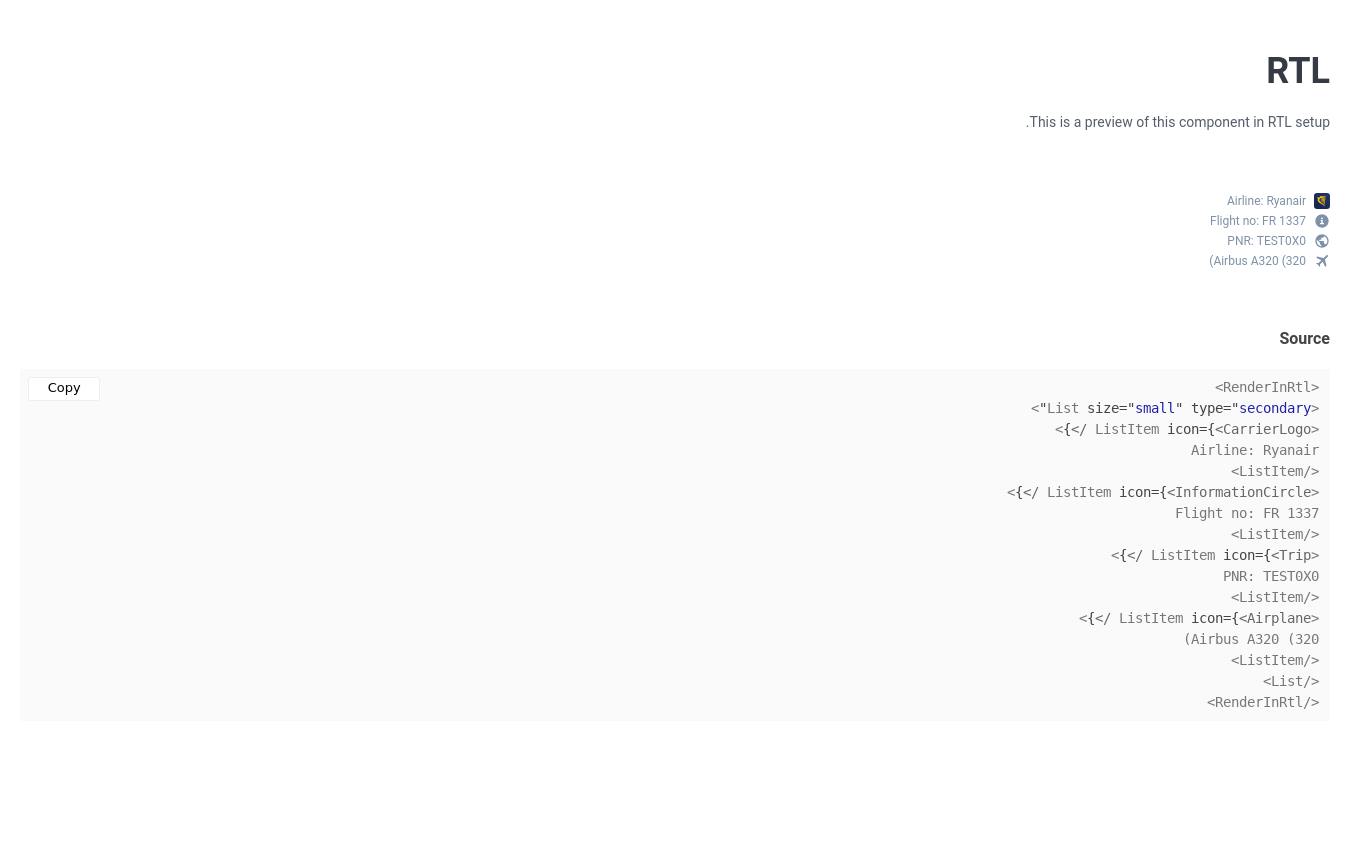 RTL
.This is a preview of this component in RTL setup
Airline: Ryanair
Flight no: FR 1337
PNR: TEST0X0
(Airbus A320 (320
Source
Copy
<RenderInRtl>
<"List size="small" type="secondary>
<{</ ListItem icon={<CarrierLogo>
Airline: Ryanair
<ListItem/>
<{</ ListItem icon={<InformationCircle>
Flight no: FR 1337
<ListItem/>
<{</ ListItem icon={<Trip>
PNR: TEST0X0
<ListItem/>
<{</ ListItem icon={<Airplane>
(Airbus A320 (320
<ListItem/>
<List/>
<RenderInRtl/>